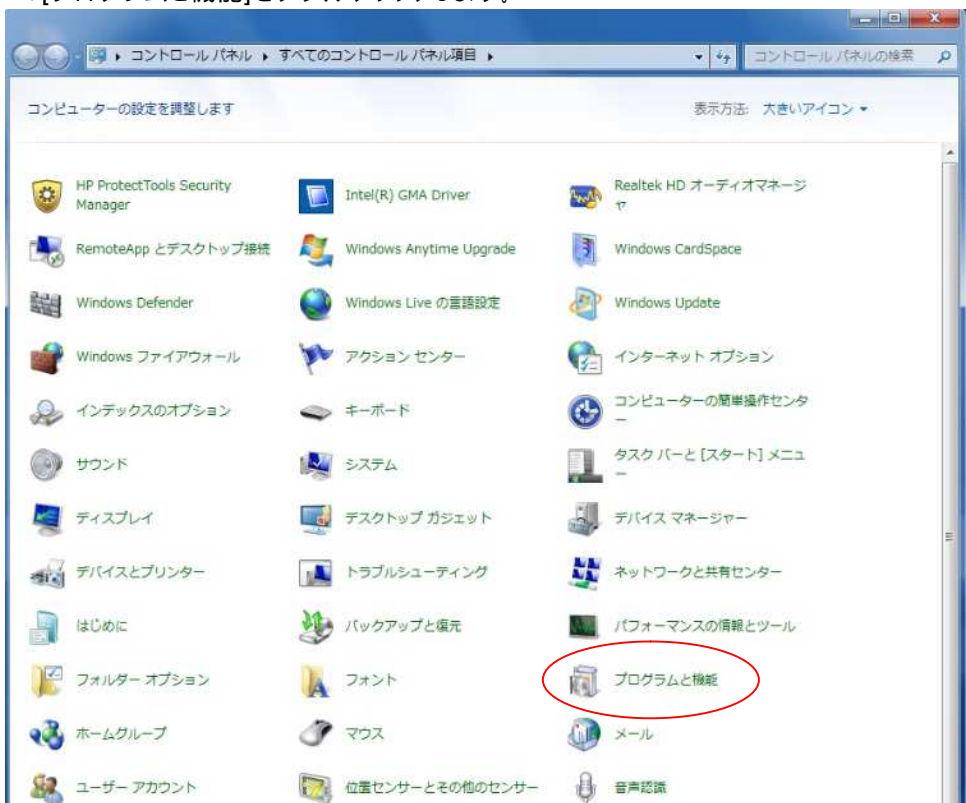 コントロール パネル ▸ すべてのコントロール パネル項目 ▸
コントロール パネルの検索
コンピューターの設定を調整します
表示方法: 大きいアイコン
HP ProtectTools Security
Manager
Intel(R) GMA Driver
Realtek HD オーディオマネージ
ャ
RemoteApp とデスクトップ接続
Windows Anytime Upgrade
Windows CardSpace
Windows Defender
Windows Live の言語設定
Windows Update
Windows ファイアウォール
アクション センター
インターネット オプション
インデックスのオプション
キーボード
コンピューターの簡単操作センタ
ー
サウンド
システム
タスク バーと [スタート] メニュ
ー
ディスプレイ
デスクトップ ガジェット
デバイス マネージャー
デバイスとプリンター
トラブルシューティング
ネットワークと共有センター
はじめに
バックアップと復元
パフォーマンスの情報とツール
フォルダー オプション
フォント
プログラムと機能
ホームグループ
マウス
メール
ユーザー アカウント
位置センサーとその他のセンサー
音声認識